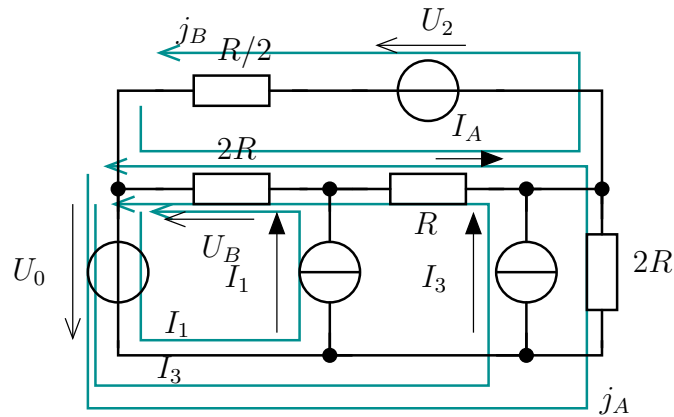 j_B
R/2
U_2
I_A
2R
U_B
R
U_0
I_1
I_3
2R
I_1
I_3
j_A